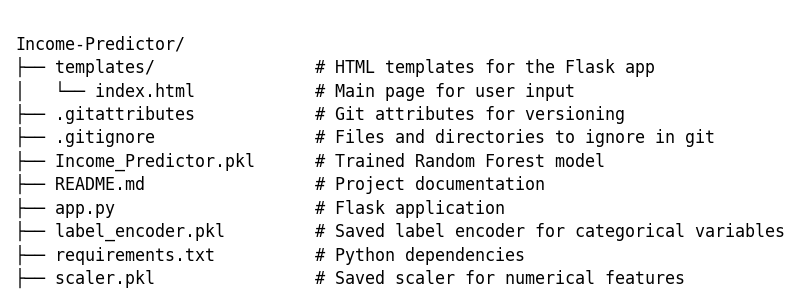 Income-Predictor/
├── templates/                # HTML templates for the Flask app
│   └── index.html            # Main page for user input
├── .gitattributes            # Git attributes for versioning
├── .gitignore                # Files and directories to ignore in git
├── Income_Predictor.pkl      # Trained Random Forest model
├── README.md                 # Project documentation
├── app.py                    # Flask application
├── label_encoder.pkl         # Saved label encoder for categorical variables
├── requirements.txt          # Python dependencies
├── scaler.pkl                # Saved scaler for numerical features